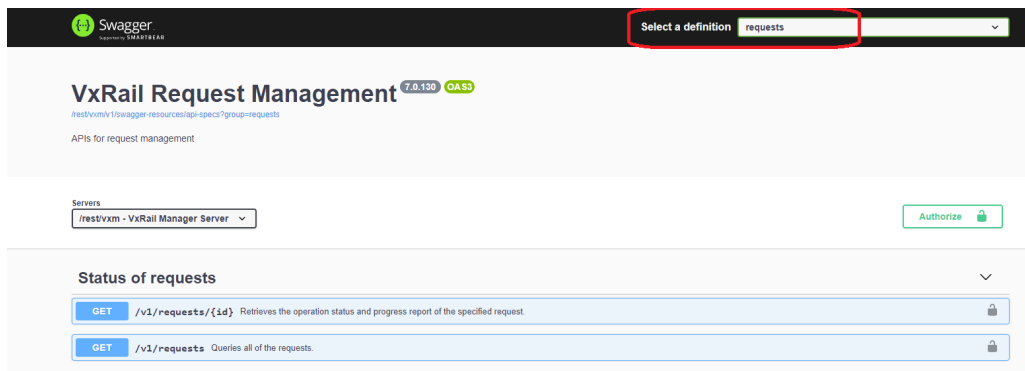 Swagger
Supported by SMARTBEAR
Select a definition requests
VxRail Request Management 7.0.130 OAS3
/rest/vxm/v1/swagger-resources/api-specs?group=requests
APIs for request management
Servers
/rest/vxm - VxRail Manager Server
Authorize
Status of requests
GET /v1/requests/{id} Retrieves the operation status and progress report of the specified request.
GET /v1/requests Queries all of the requests.